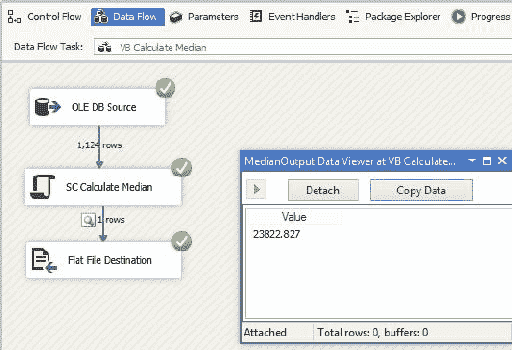 Control Flow Data Flow Parameters Event Handlers Package Explorer Progress
Data Flow Task: VB Calculate Median
OLE DB Source
1,124 rows
SC Calculate Median
1 rows
Flat File Destination
MedianOutput Data Viewer at VB Calculate...
Detach Copy Data
Value
23822.827
Attached Total rows: 0, buffers: 0